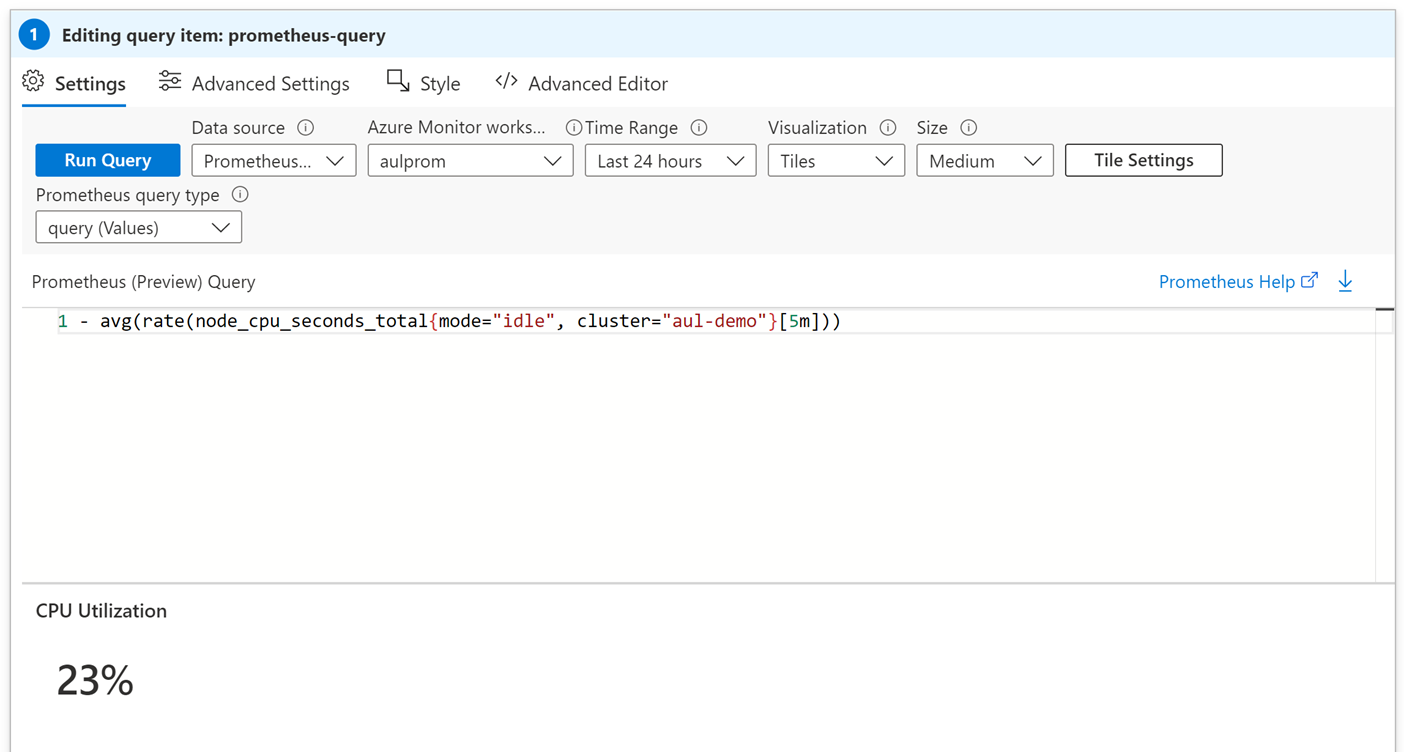 1 Editing query item: prometheus-query
Settings Advanced Settings Style </> Advanced Editor
Data source Azure Monitor works... Time Range Visualization Size
Run Query Prometheus... aulprom Last 24 hours Tiles Medium Tile Settings
Prometheus query type
query (Values)
Prometheus (Preview) Query Prometheus Help
1 - avg(rate(node_cpu_seconds_total{mode="idle", cluster="aul-demo"}[5m]))
CPU Utilization
23%